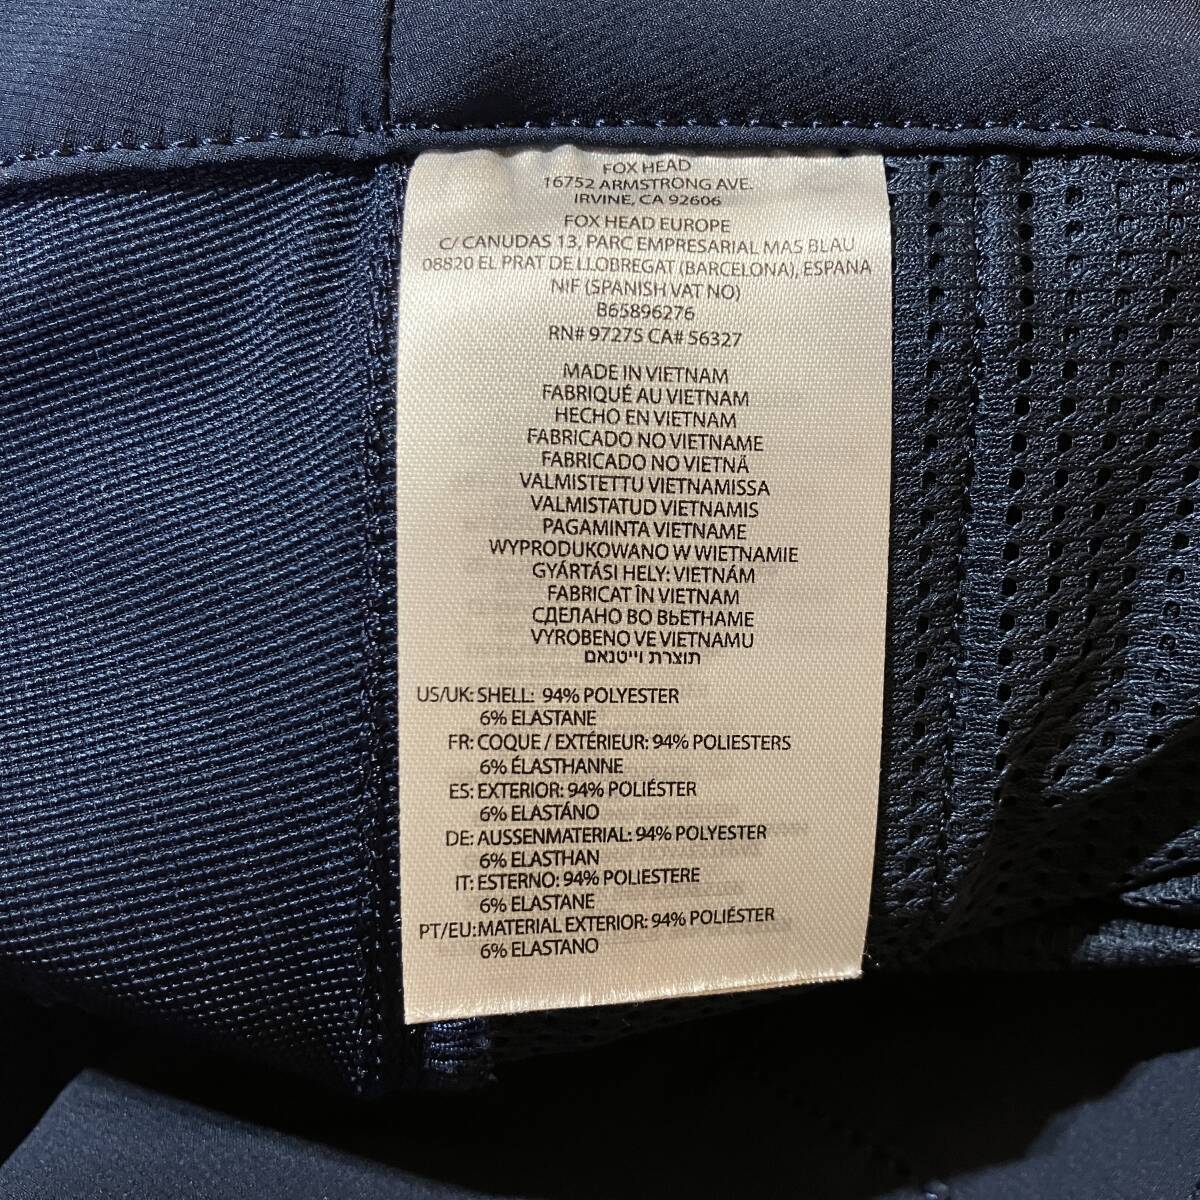 FOX HEAD
16752 ARMSTRONG AVE.
IRVINE, CA 92606
FOX HEAD EUROPE
C/ CANUDAS 13, PARC EMPRESARIAL MAS BLAU
08820 EL PRAT DE LLOBREGAT (BARCELONA), ESPANA
NIF (SPANISH VAT NO)
B65896276
RN# 97275 CA# 56327
MADE IN VIETNAM
FABRIQUÉ AU VIETNAM
HECHO EN VIETNAM
FABRICADO NO VIETNAME
FABRICADO NO VIETNÃ
VALMISTETTU VIETNAMISSA
VALMISTATUD VIETNAMIS
PAGAMINTA VIETNAME
WYPRODUKOWANO W WIETNAMIE
GYÁRTÁSI HELY: VIETNÁM
FABRICAT ÎN VIETNAM
СДЕЛАНО ВО ВЬЕТНАМЕ
VYROBENO VE VIETNAMU
תוצרת וייטנאם
US/UK: SHELL: 94% POLYESTER
6% ELASTANE
FR: COQUE / EXTÉRIEUR: 94% POLIESTERS
6% ÉLASTHANNE
ES: EXTERIOR: 94% POLIÉSTER
6% ELASTÁNO
DE: AUSSENMATERIAL: 94% POLYESTER
6% ELASTHAN
IT: ESTERNO: 94% POLIESTERE
6% ELASTANE
PT/EU: MATERIAL EXTERIOR: 94% POLIÉSTER
6% ELASTANO